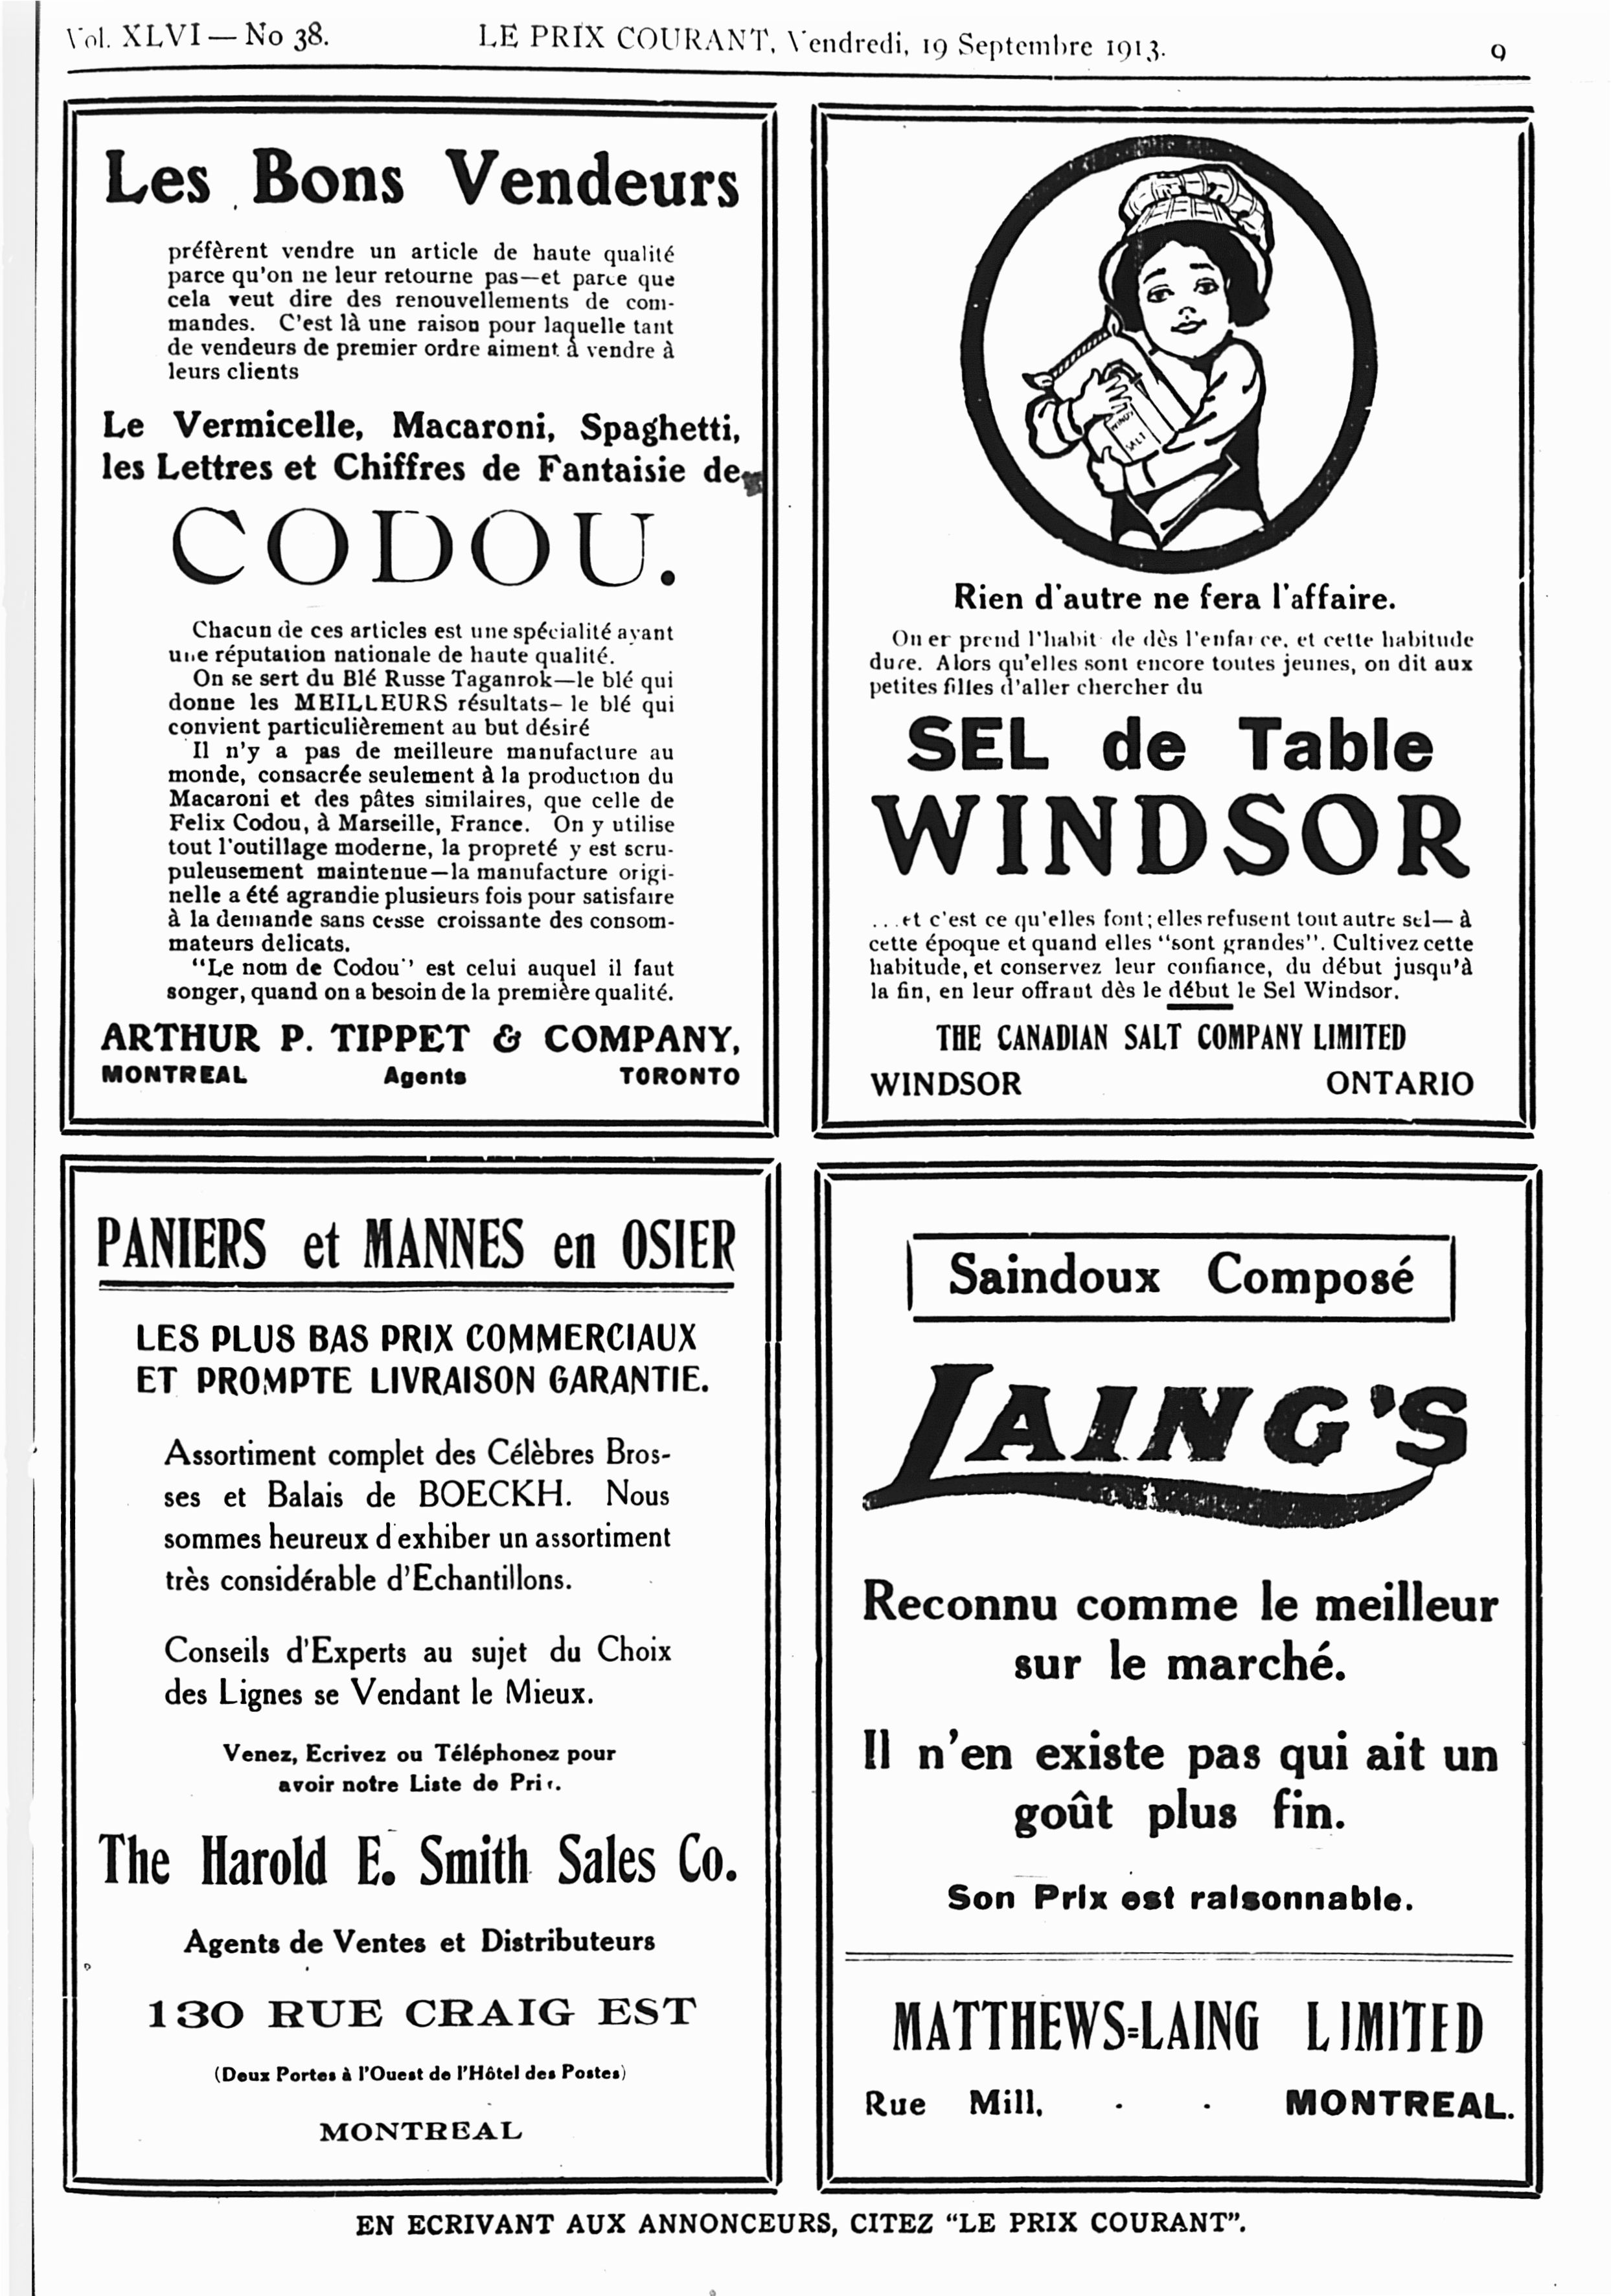 Vol. XLVI — No 38.
LE PRIX COURANT, Vendredi, 19 Septembre 1913.
9
Les Bons Vendeurs
préfèrent vendre un article de haute qualité
parce qu'on ne leur retourne pas—et parce que
cela veut dire des renouvellements de com-
mandes. C'est là une raison pour laquelle tant
de vendeurs de premier ordre aiment à vendre à
leurs clients
Le Vermicelle, Macaroni, Spaghetti,
les Lettres et Chiffres de Fantaisie de
CODOU.
Chacun de ces articles est une spécialité ayant
une réputation nationale de haute qualité.
On se sert du Blé Russe Taganrok—le blé qui
donne les MEILLEURS résultats—le blé qui
convient particulièrement au but désiré
Il n'y a pas de meilleure manufacture au
monde, consacrée seulement à la production du
Macaroni et des pâtes similaires, que celle de
Felix Codou, à Marseille, France. On y utilise
tout l'outillage moderne, la propreté y est scru-
puleusement maintenue—la manufacture origi-
nelle a été agrandie plusieurs fois pour satisfaire
à la demande sans cesse croissante des consom-
mateurs delicats.
"Le nom de Codou" est celui auquel il faut
songer, quand on a besoin de la première qualité.
ARTHUR P. TIPPET & COMPANY,
MONTREAL Agents TORONTO
WINDSOR
SALT
Rien d'autre ne fera l'affaire.
On er prend l'habit de dès l'enfance, et cette habitude
dure. Alors qu'elles sont encore toutes jeunes, on dit aux
petites filles d'aller chercher du
SEL de Table
WINDSOR
...et c'est ce qu'elles font; elles refusent tout autre sel—à
cette époque et quand elles "sont grandes". Cultivez cette
habitude, et conservez leur confiance, du début jusqu'à
la fin, en leur offrant dès le début le Sel Windsor.
THE CANADIAN SALT COMPANY LIMITED
WINDSOR ONTARIO
PANIERS et MANNES en OSIER
LES PLUS BAS PRIX COMMERCIAUX
ET PROMPTE LIVRAISON GARANTIE.
Assortiment complet des Célèbres Bros-
ses et Balais de BOECKH. Nous
sommes heureux d'exhiber un assortiment
très considérable d'Echantillons.
Conseils d'Experts au sujet du Choix
des Lignes se Vendant le Mieux.
Venez, Ecrivez ou Téléphonez pour
avoir notre Liste de Prix.
The Harold E. Smith Sales Co.
Agents de Ventes et Distributeurs
130 RUE CRAIG EST
(Deux Portes à l'Ouest de l'Hôtel des Postes)
MONTREAL
Saindoux Composé
LAING'S
Reconnu comme le meilleur
sur le marché.
Il n'en existe pas qui ait un
goût plus fin.
Son Prix est raisonnable.
MATTHEWS-LAING LIMITED
Rue Mill, - - MONTREAL.
EN ECRIVANT AUX ANNONCEURS, CITEZ "LE PRIX COURANT".